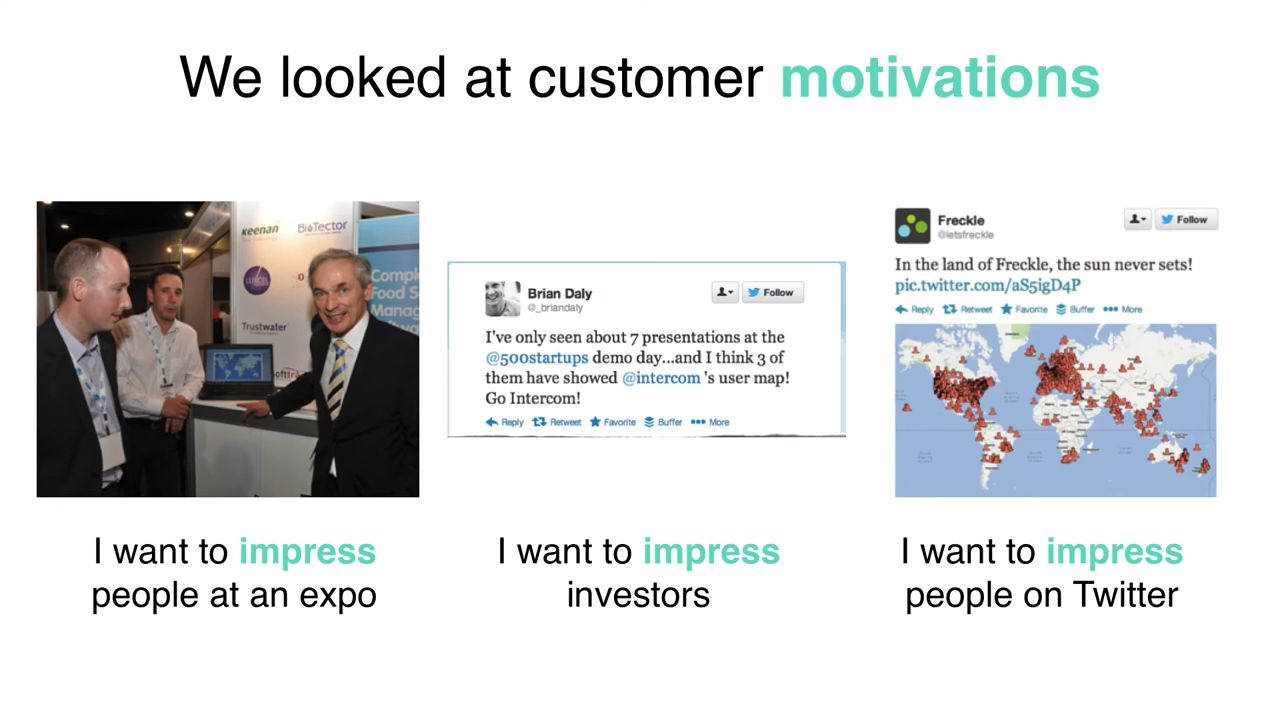 We looked at customer motivations
KEENAN
BioTector
LUXCEL
Trustwater
Brian Daly
@_briandaly
Follow
I've only seen about 7 presentations at the
@500startups demo day...and I think 3 of
them have showed @intercom 's user map!
Go Intercom!
Reply Retweet Favorite Buffer More
Freckle
@letsfreckle
Follow
In the land of Freckle, the sun never sets!
pic.twitter.com/aS5igD4P
Reply Retweet Favorite Buffer More
I want to impress
people at an expo
I want to impress
investors
I want to impress
people on Twitter